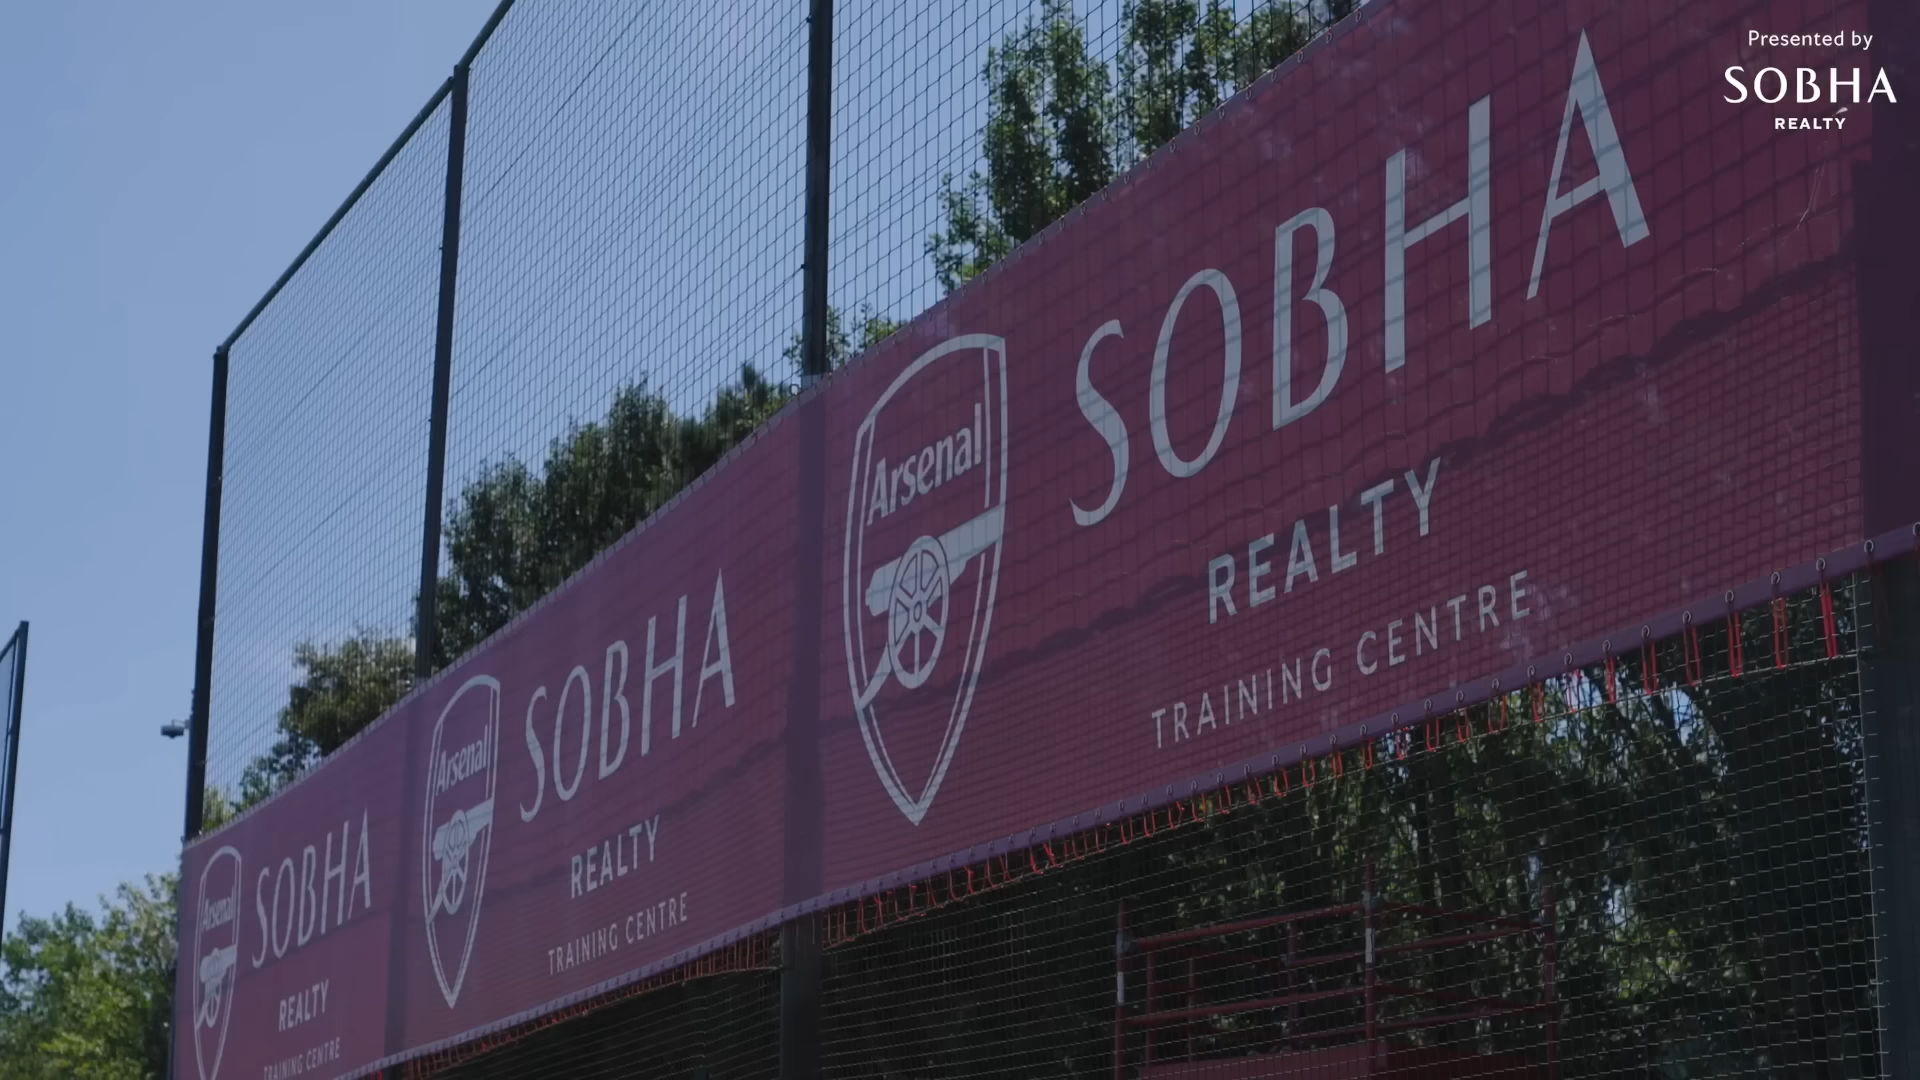 Presented by
SOBHA
REALTY
Arsenal
SOBHA
REALTY
TRAINING CENTRE
Arsenal
SOBHA
REALTY
TRAINING CENTRE
Arsenal
SOBHA
REALTY
TRAINING CENTRE